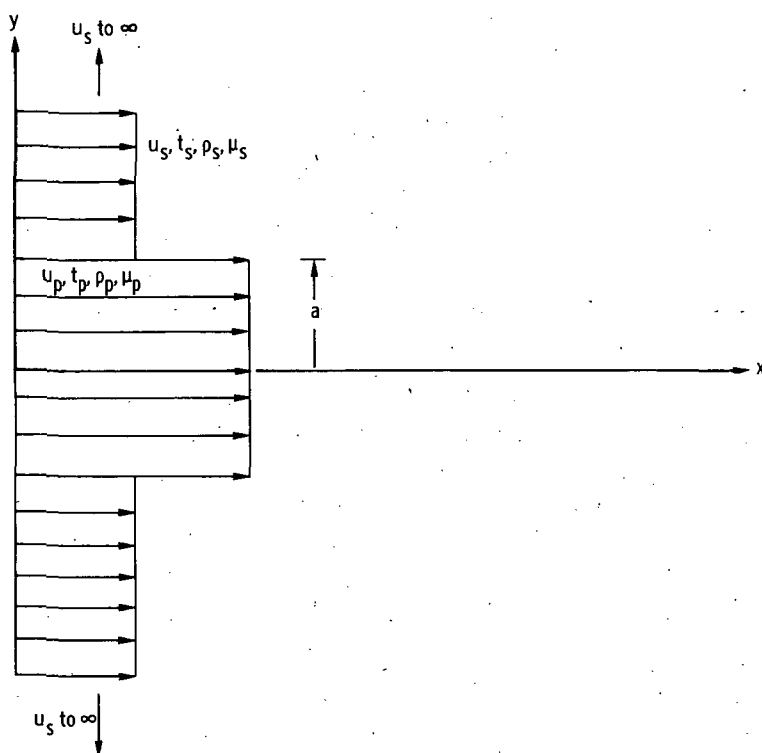 y
u_s to ∞
u_s, t_s, ρ_s, μ_s
u_p, t_p, ρ_p, μ_p
a
x
u_s to ∞